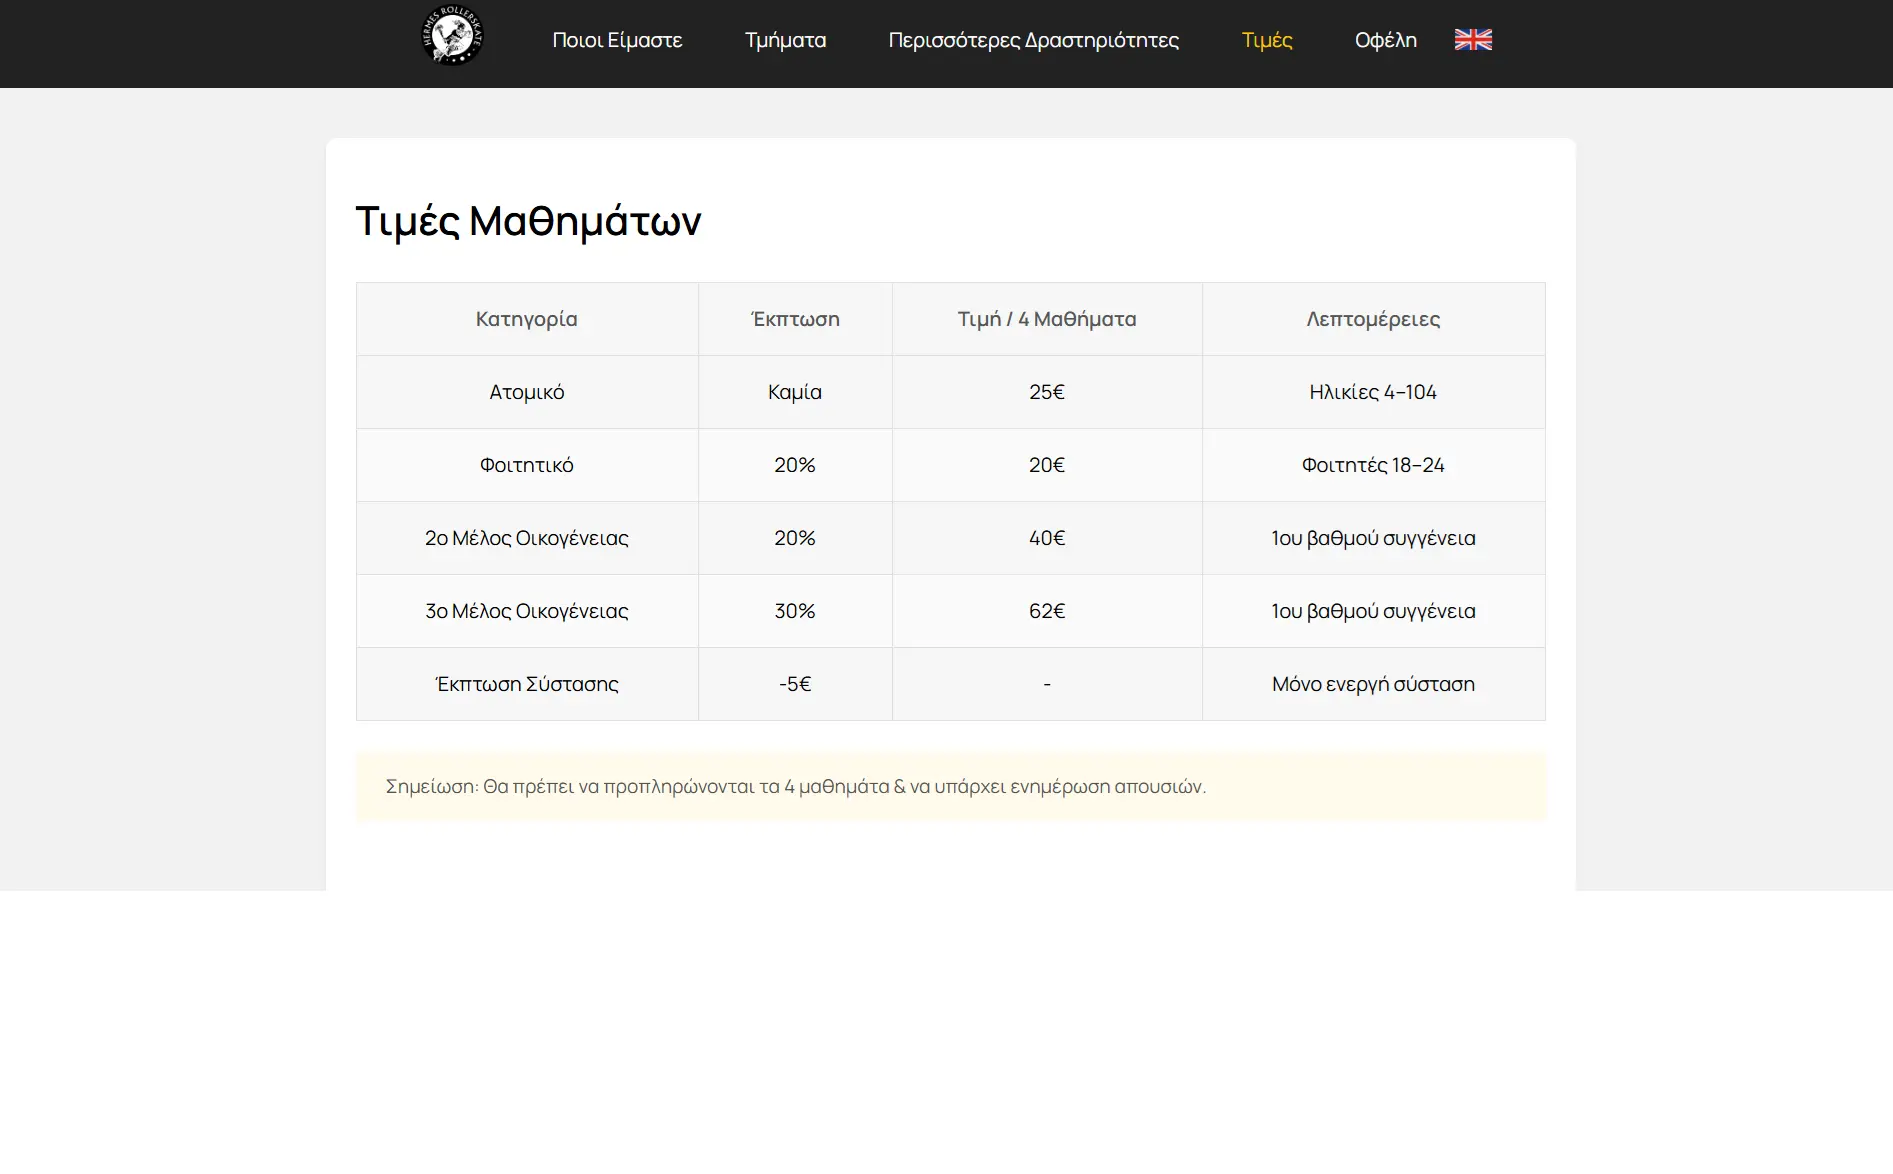 HERMES ROLLERSKATE
Ποιοι Είμαστε Τμήματα Περισσότερες Δραστηριότητες Τιμές Οφέλη
Τιμές Μαθημάτων
Κατηγορία Έκπτωση Τιμή / 4 Μαθήματα Λεπτομέρειες
Ατομικό Καμία 25€ Ηλικίες 4–104
Φοιτητικό 20% 20€ Φοιτητές 18–24
2ο Μέλος Οικογένειας 20% 40€ 1ου βαθμού συγγένεια
3ο Μέλος Οικογένειας 30% 62€ 1ου βαθμού συγγένεια
Έκπτωση Σύστασης -5€ - Μόνο ενεργή σύσταση
Σημείωση: Θα πρέπει να προπληρώνονται τα 4 μαθημάτα & να υπάρχει ενημέρωση απουσιών.